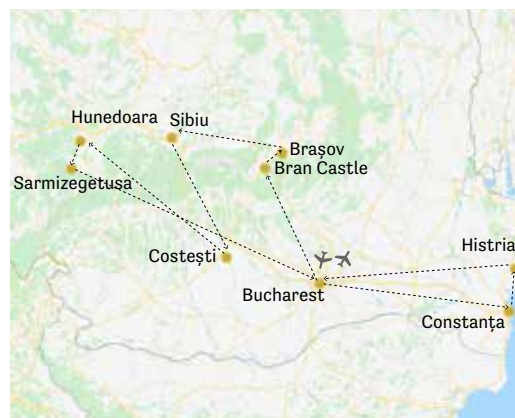 Hunedoara
Sibiu
Brașov
Bran Castle
Sarmizegetusa
Histria
Costești
Bucharest
Constanța